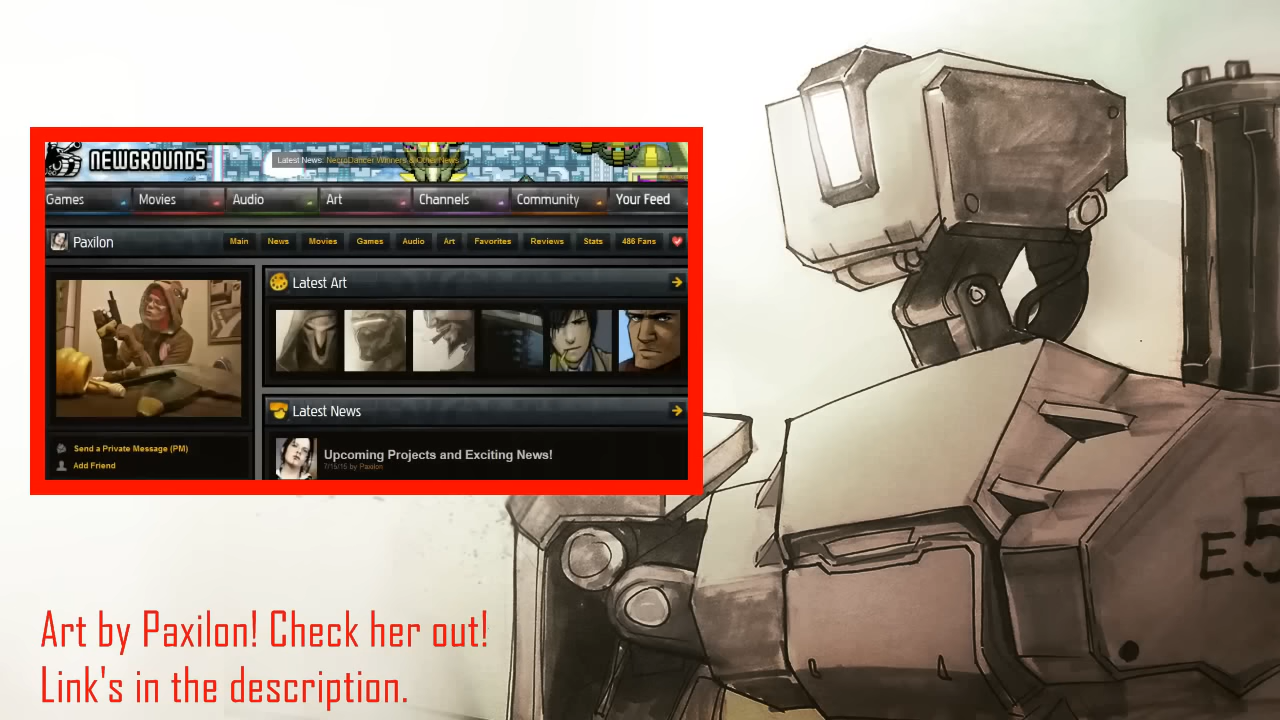 NEWGROUNDS
Latest News: NecroDancer Winners & Other News
Games Movies Audio Art Channels Community Your Feed
Paxilon Main News Movies Games Audio Art Favorites Reviews Stats 486 Fans
Latest Art
Latest News
Upcoming Projects and Exciting News!
7/15/15 by Paxilon
Send a Private Message (PM)
Add Friend
E5
Art by Paxilon! Check her out!
Link's in the description.